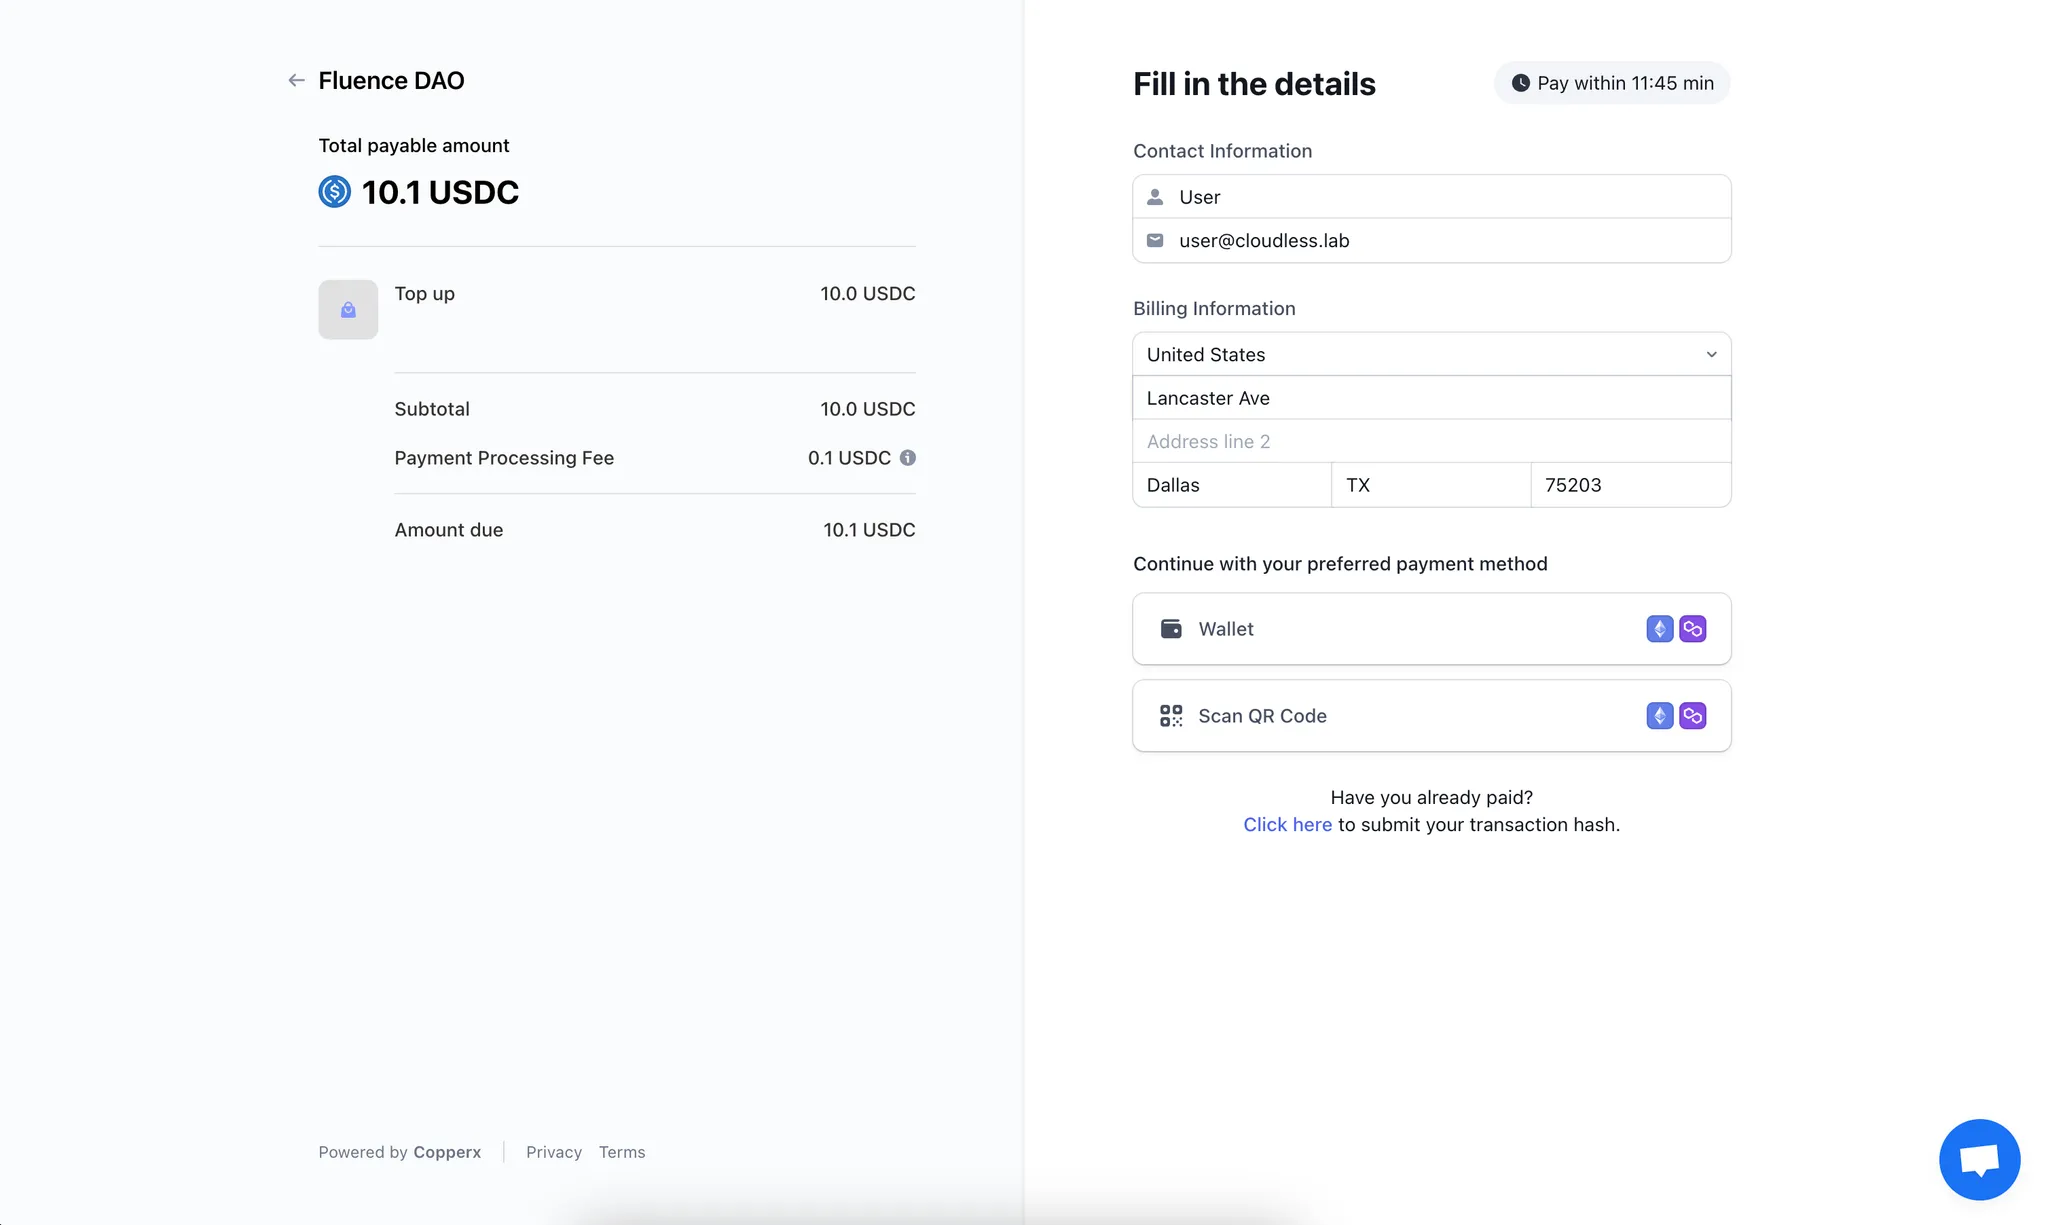 Fluence DAO
Total payable amount
10.1 USDC
Top up 10.0 USDC
Subtotal 10.0 USDC
Payment Processing Fee 0.1 USDC
Amount due 10.1 USDC
Powered by Copperx Privacy Terms
Fill in the details
Pay within 11:45 min
Contact Information
User
user@cloudless.lab
Billing Information
United States
Lancaster Ave
Address line 2
Dallas TX 75203
Continue with your preferred payment method
Wallet
Scan QR Code
Have you already paid?
Click here to submit your transaction hash.